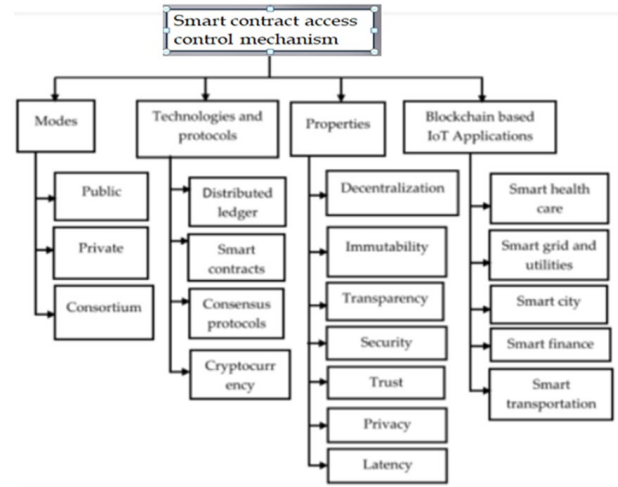 Smart contract access
control mechanism
Modes
Technologies and
protocols
Properties
Blockchain based
IoT Applications
Public
Private
Consortium
Distributed
ledger
Smart
contracts
Consensus
protocols
Cryptocurr
ency
Decentralization
Immutability
Transparency
Security
Trust
Privacy
Latency
Smart health
care
Smart grid and
utilities
Smart city
Smart finance
Smart
transportation